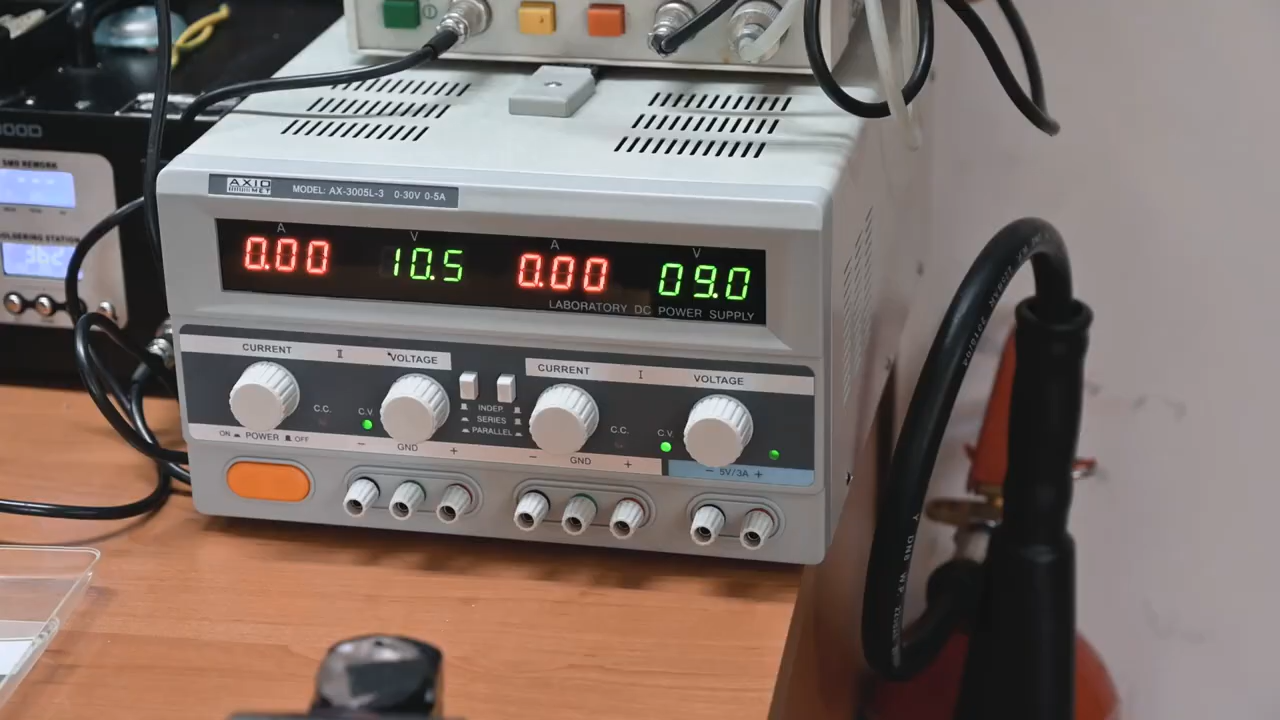 000D
SMD REWORK
SOLDERING STATION
AXIO
MET
MODEL: AX-3005L-3 0-30V 0-5A
A V A V
0.00 10.5 0.00 09.0
LABORATORY DC POWER SUPPLY
CURRENT II VOLTAGE
CURRENT I VOLTAGE
C.C. C.V.
INDEP
SERIES
PARALLEL
C.C. C.V.
ON POWER OFF
− GND +
− GND +
− 5V/3A +